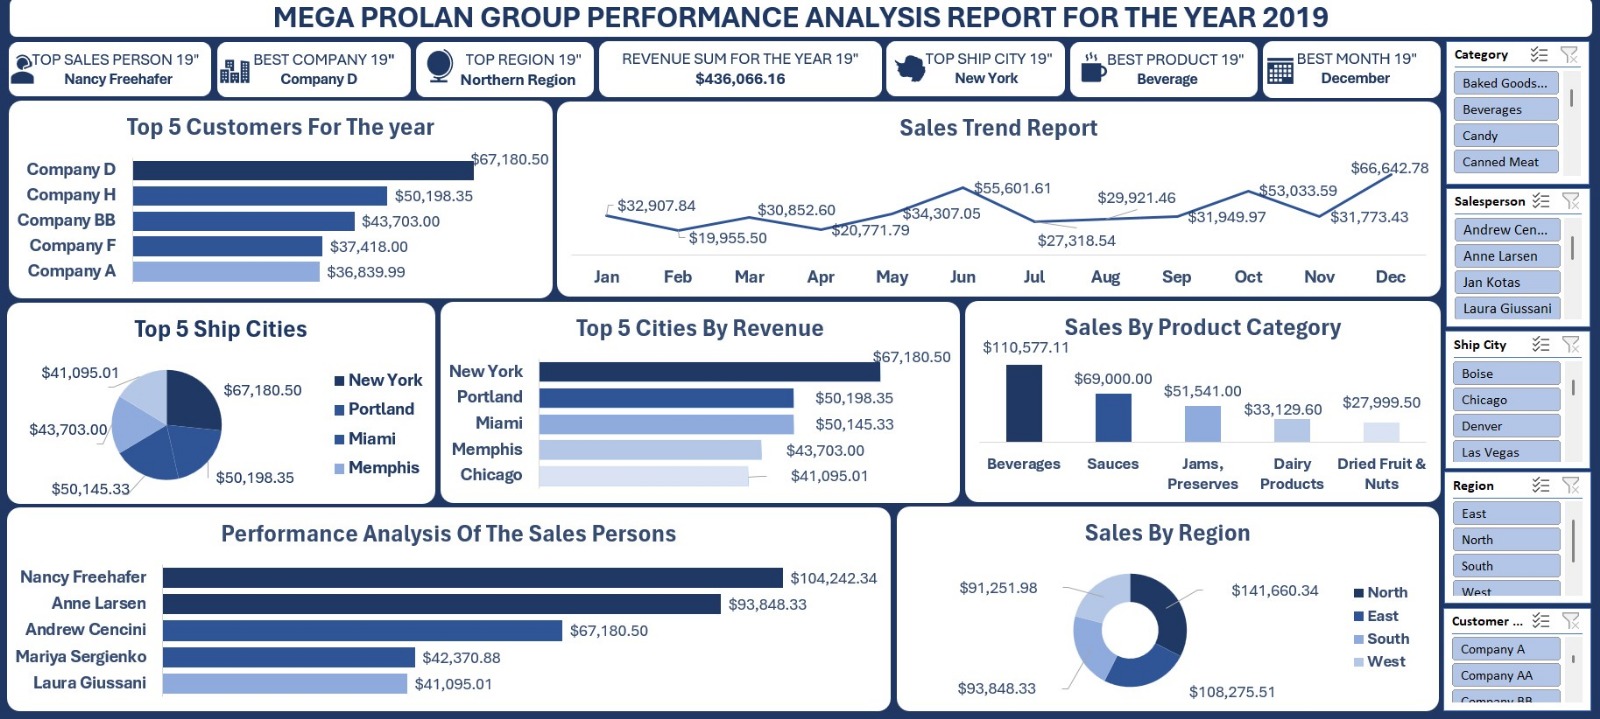 MEGA PROLAN GROUP PERFORMANCE ANALYSIS REPORT FOR THE YEAR 2019
TOP SALES PERSON 19"
Nancy Freehafer
BEST COMPANY 19"
Company D
TOP REGION 19"
Northern Region
REVENUE SUM FOR THE YEAR 19"
$436,066.16
TOP SHIP CITY 19"
New York
BEST PRODUCT 19"
Beverage
BEST MONTH 19"
December
Top 5 Customers For The year
Company D $67,180.50
Company H $50,198.35
Company BB $43,703.00
Company F $37,418.00
Company A $36,839.99
Sales Trend Report
$32,907.84 $19,955.50 $30,852.60 $20,771.79 $34,307.05 $55,601.61 $27,318.54 $29,921.46 $31,949.97 $53,033.59 $31,773.43 $66,642.78
Jan Feb Mar Apr May Jun Jul Aug Sep Oct Nov Dec
Top 5 Ship Cities
$41,095.01
$67,180.50
$43,703.00
$50,198.35
$50,145.33
New York
Portland
Miami
Memphis
Top 5 Cities By Revenue
New York $67,180.50
Portland $50,198.35
Miami $50,145.33
Memphis $43,703.00
Chicago $41,095.01
Sales By Product Category
$110,577.11 $69,000.00 $51,541.00 $33,129.60 $27,999.50
Beverages Sauces Jams, Dairy Dried Fruit &
Preserves Products Nuts
Performance Analysis Of The Sales Persons
Nancy Freehafer $104,242.34
Anne Larsen $93,848.33
Andrew Cencini $67,180.50
Mariya Sergienko $42,370.88
Laura Giussani $41,095.01
Sales By Region
$91,251.98
$141,660.34
$93,848.33
$108,275.51
North
East
South
West
Category
Baked Goods...
Beverages
Candy
Canned Meat
Salesperson
Andrew Cen...
Anne Larsen
Jan Kotas
Laura Giussani
Ship City
Boise
Chicago
Denver
Las Vegas
Region
East
North
South
West
Customer ...
Company A
Company AA
Company BB